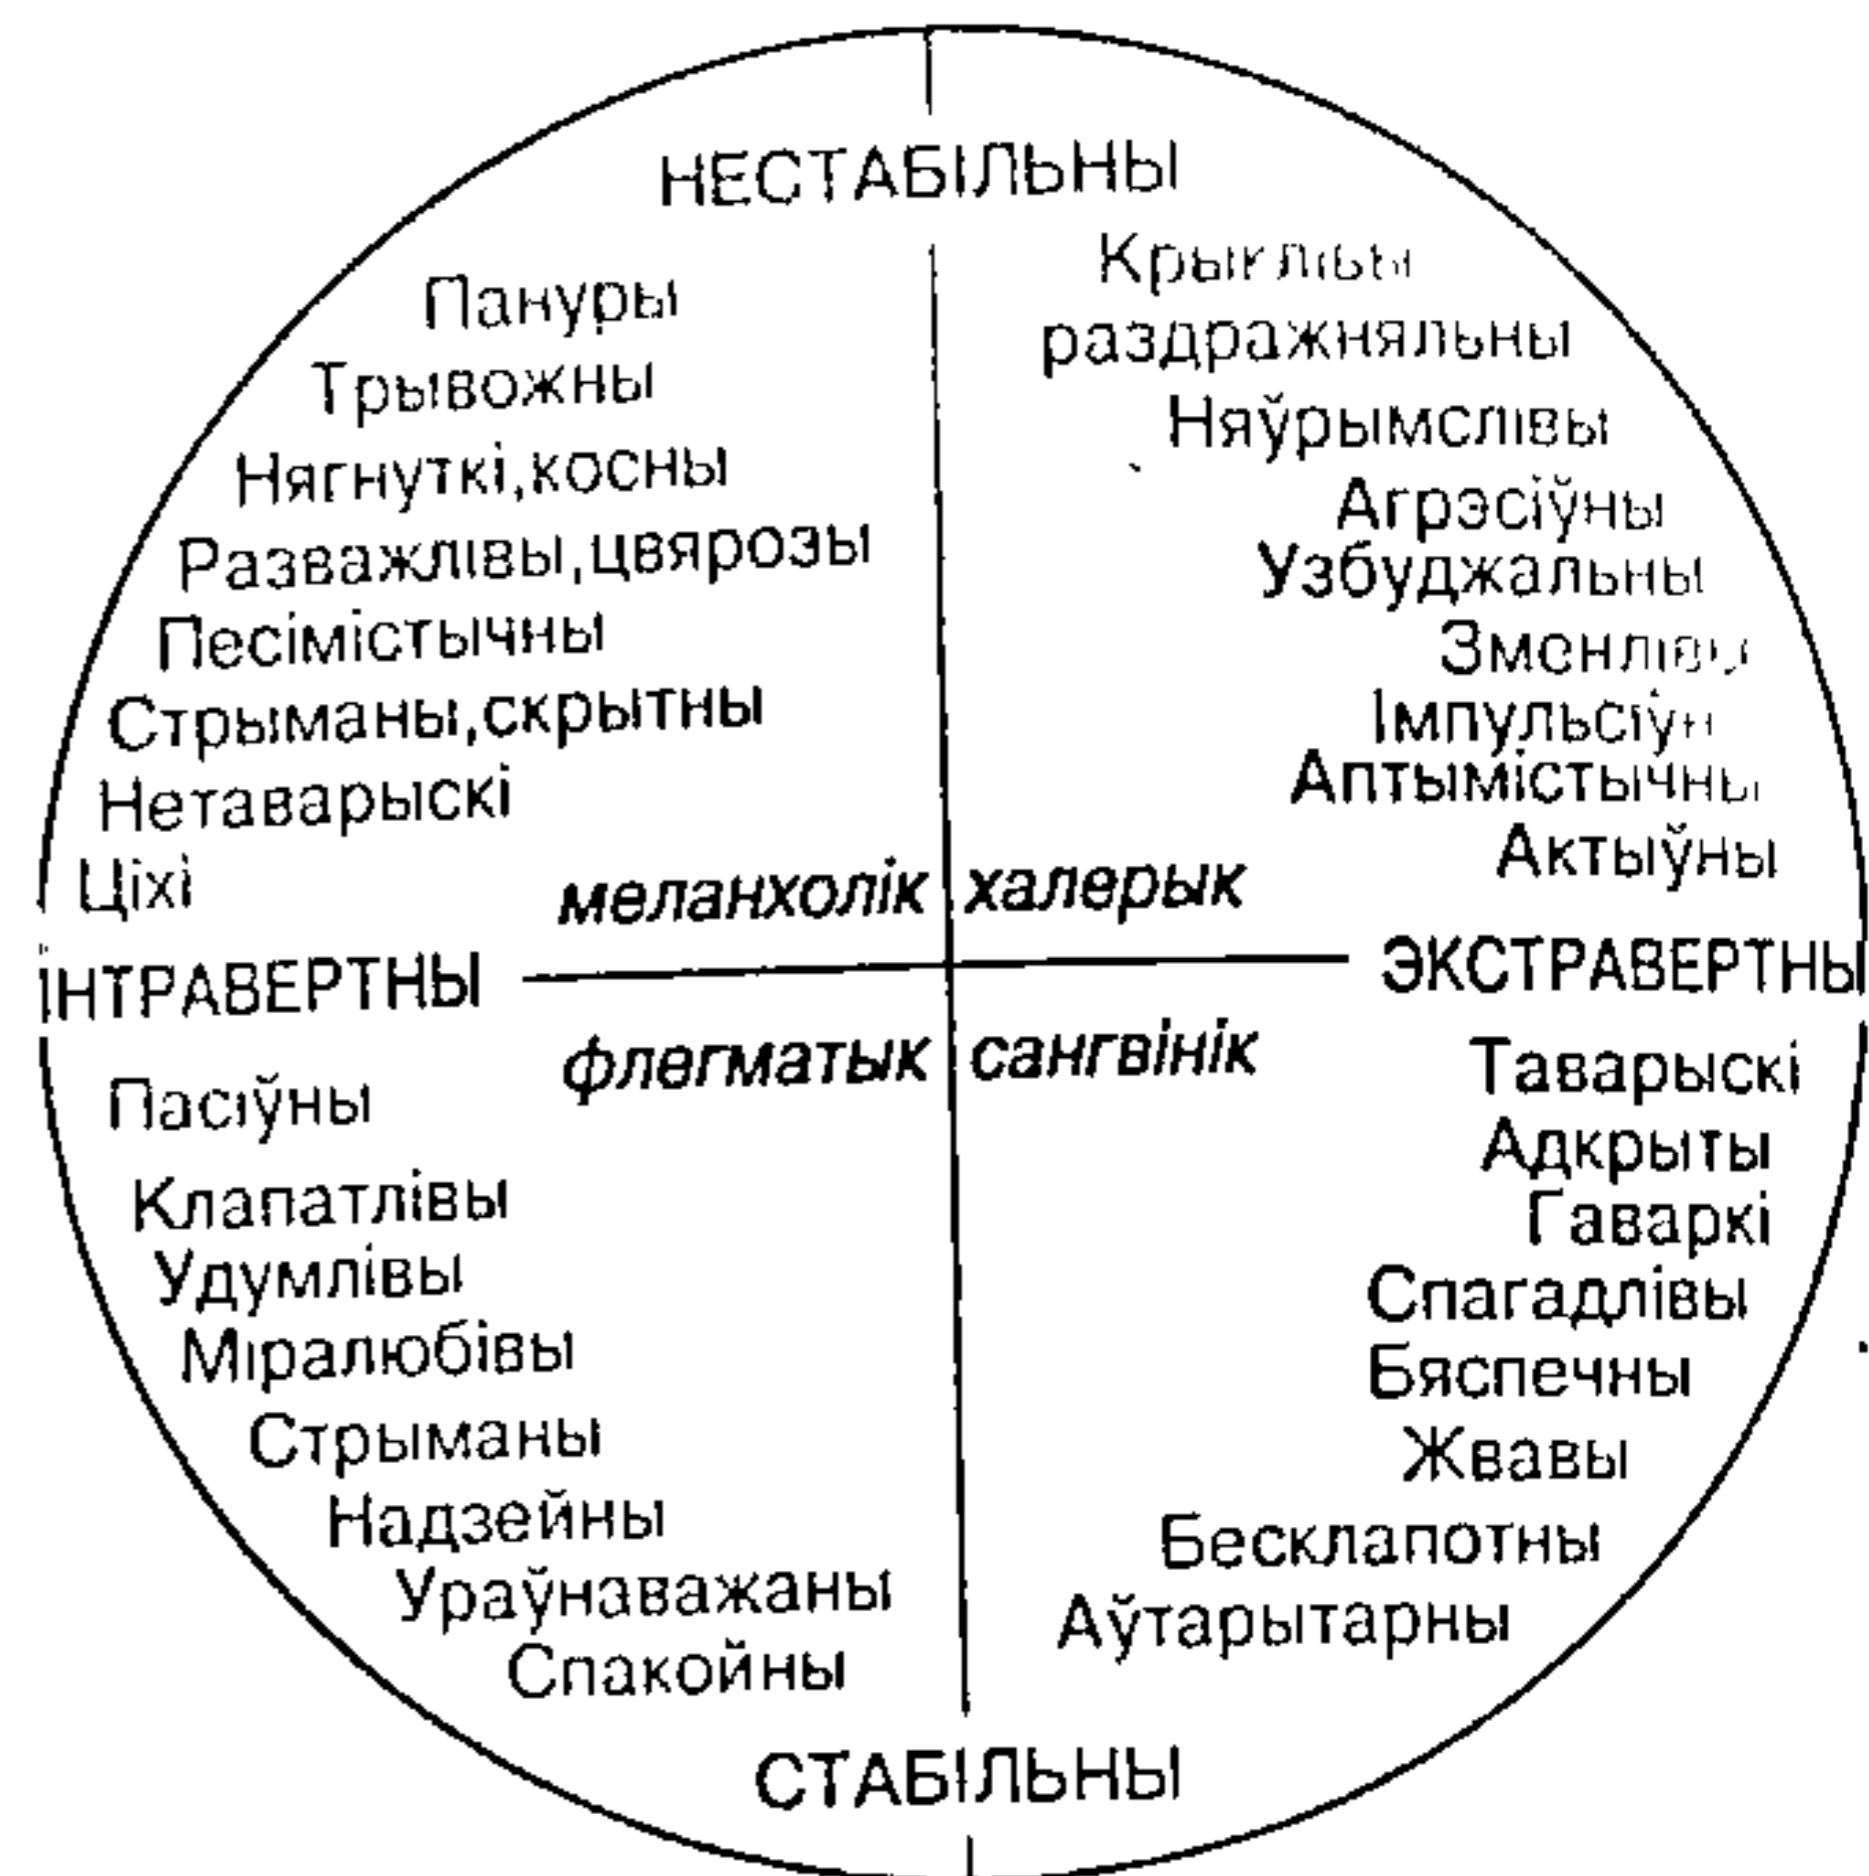 НЕСТАБІЛЬНЫ
Пануры
Трывожны
Нягнуткі,косны
Разважлівы,цвярозы
Песімістычны
Стрыманы,скрытны
Нетаварыскі
Ціхі
меланхолік
Крыклівы
раздражняльны
Няўрымслівы
Агрэсіўны
Узбуджальны
Аптымістычны
Актыўны
халерык
ІНТРАВЕРТНЫ
ЭКСТРАВЕРТНЫ
флегматык
Пасіўны
Клапатлівы
Удумлівы
Міралюбівы
Стрыманы
Надзейны
Ураўнаважаны
Спакойны
сангвінік
Таварыскі
Адкрыты
Гаваркі
Спагадлівы
Бяспечны
Жвавы
Бесклапотны
Аўтарытарны
СТАБІЛЬНЫ